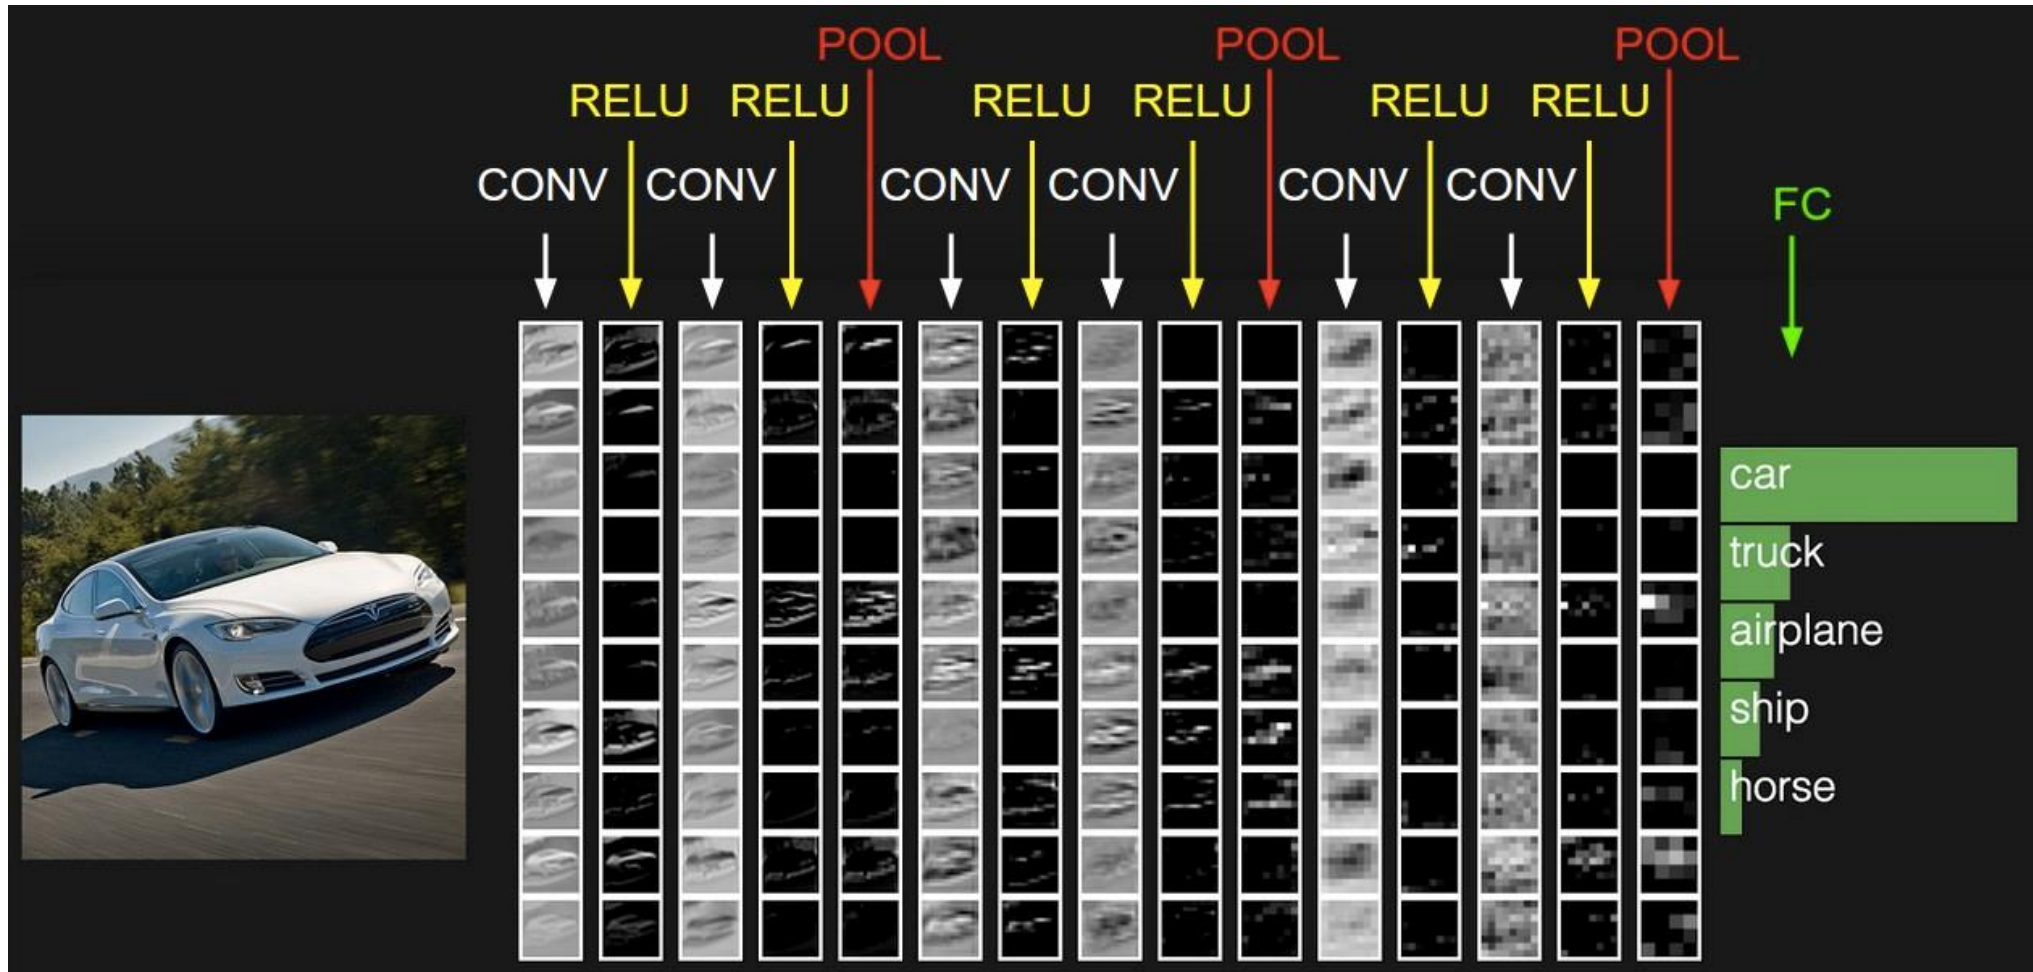 POOL POOL POOL
RELU RELU RELU RELU RELU RELU
CONV CONV CONV CONV CONV CONV
FC
car
truck
airplane
ship
horse